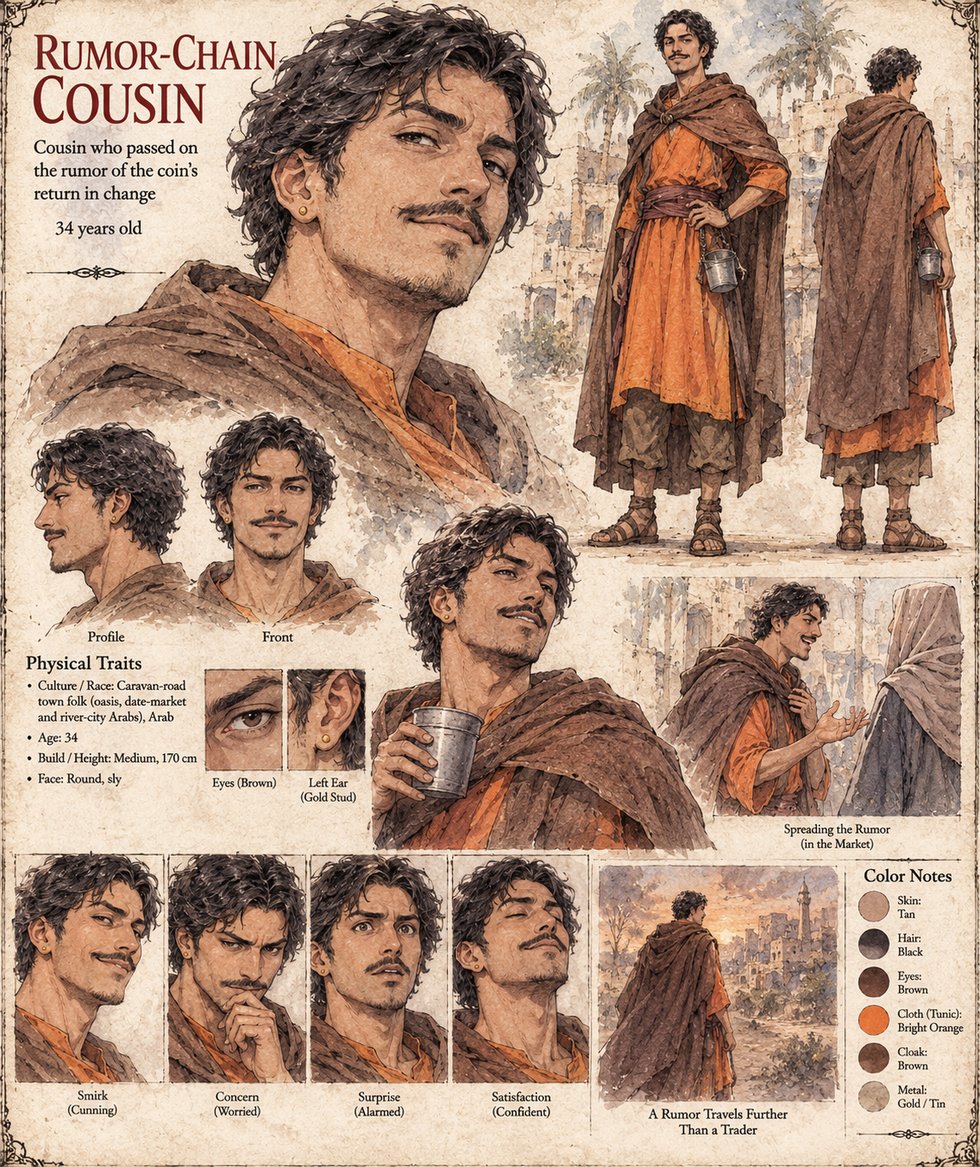 RUMOR-CHAIN
COUSIN
Cousin who passed on
the rumor of the coin's
return in change
34 years old
Profile
Front
Physical Traits
• Culture / Race: Caravan-road
town folk (oasis, date-market
and river-city Arabs), Arab
• Age: 34
• Build / Height: Medium, 170 cm
• Face: Round, sly
Eyes (Brown)
Left Ear
(Gold Stud)
Spreading the Rumor
(in the Market)
Smirk
(Cunning)
Concern
(Worried)
Surprise
(Alarmed)
Satisfaction
(Confident)
A Rumor Travels Further
Than a Trader
Color Notes
Skin:
Tan
Hair:
Black
Eyes:
Brown
Cloth (Tunic):
Bright Orange
Cloak:
Brown
Metal:
Gold / Tin